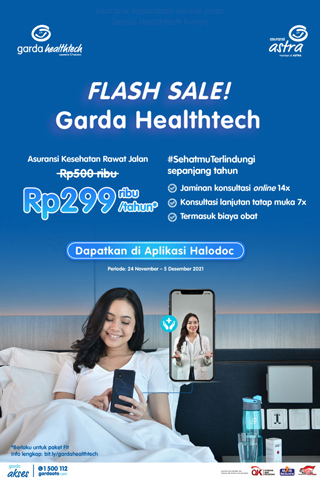 garda healthtech
asuransi
astra
FLASH SALE!
Garda Healthtech
Asuransi Kesehatan Rawat Jalan
Rp500 ribu
Rp299 ribu
/tahun*
#SehatmuTerlindungi
sepanjang tahun
Jaminan konsultasi online 14x
Konsultasi lanjutan tatap muka 7x
Termasuk biaya obat
Dapatkan di Aplikasi Halodoc
Periode: 24 November - 5 Desember 2021
*Berlaku untuk paket Fit
Info lengkap: bit.ly/gardahealthtech
garda
akses
1 500 112
gardaoto.com